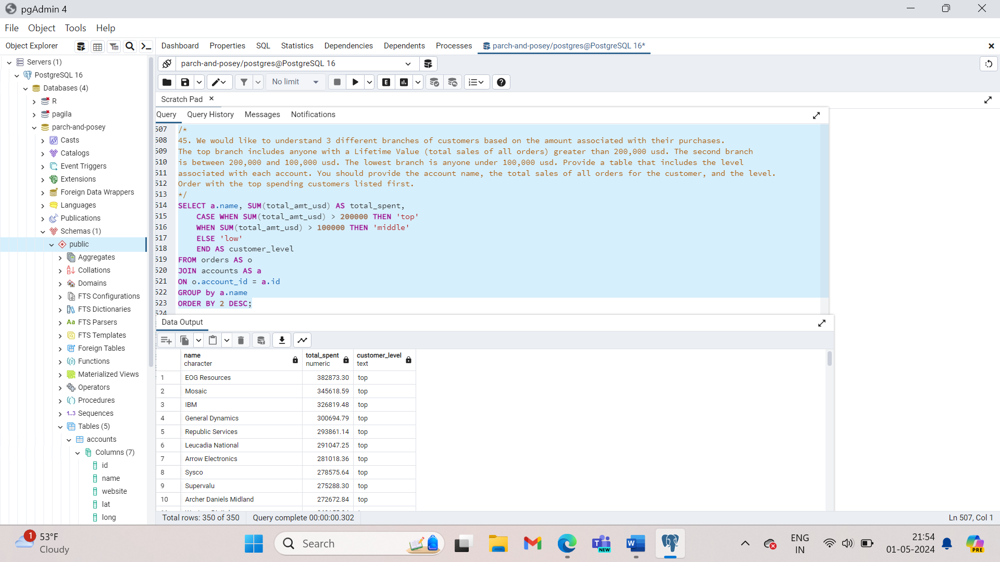 pgAdmin 4
File Object Tools Help
Object Explorer
Dashboard Properties SQL Statistics Dependencies Dependents Processes parch-and-posey/postgres@PostgreSQL 16*
Servers (1)
PostgreSQL 16
Databases (4)
R
pagila
parch-and-posey
Casts
Catalogs
Event Triggers
Extensions
Foreign Data Wrappers
Languages
Publications
Schemas (1)
public
Aggregates
Collations
Domains
FTS Configurations
FTS Dictionaries
Aa FTS Parsers
FTS Templates
Foreign Tables
Functions
Materialized Views
Operators
Procedures
1..3 Sequences
Tables (5)
accounts
Columns (7)
id
name
website
lat
long
parch-and-posey/postgres@PostgreSQL 16
No limit
E
Scratch Pad
Query Query History Messages Notifications
507 /*
508 45. We would like to understand 3 different branches of customers based on the amount associated with their purchases.
509 The top branch includes anyone with a Lifetime Value (total sales of all orders) greater than 200,000 usd. The second branch
510 is between 200,000 and 100,000 usd. The lowest branch is anyone under 100,000 usd. Provide a table that includes the level
511 associated with each account. You should provide the account name, the total sales of all orders for the customer, and the level.
512 Order with the top spending customers listed first.
513 */
514 SELECT a.name, SUM(total_amt_usd) AS total_spent,
515 CASE WHEN SUM(total_amt_usd) > 200000 THEN 'top'
516 WHEN SUM(total_amt_usd) > 100000 THEN 'middle'
517 ELSE 'low'
518 END AS customer_level
519 FROM orders AS o
520 JOIN accounts AS a
521 ON o.account_id = a.id
522 GROUP by a.name
523 ORDER BY 2 DESC;
524
Data Output
name total_spent customer_level
character numeric text
1 EOG Resources 382873.30 top
2 Mosaic 345618.59 top
3 IBM 326819.48 top
4 General Dynamics 300694.79 top
5 Republic Services 293861.14 top
6 Leucadia National 291047.25 top
7 Arrow Electronics 281018.36 top
8 Sysco 278575.64 top
9 Supervalu 275288.30 top
10 Archer Daniels Midland 272672.84 top
Total rows: 350 of 350 Query complete 00:00:00.302 Ln 507, Col 1
1 53°F
Cloudy
Search
NEW
ENG
IN
21:54
01-05-2024
PRE